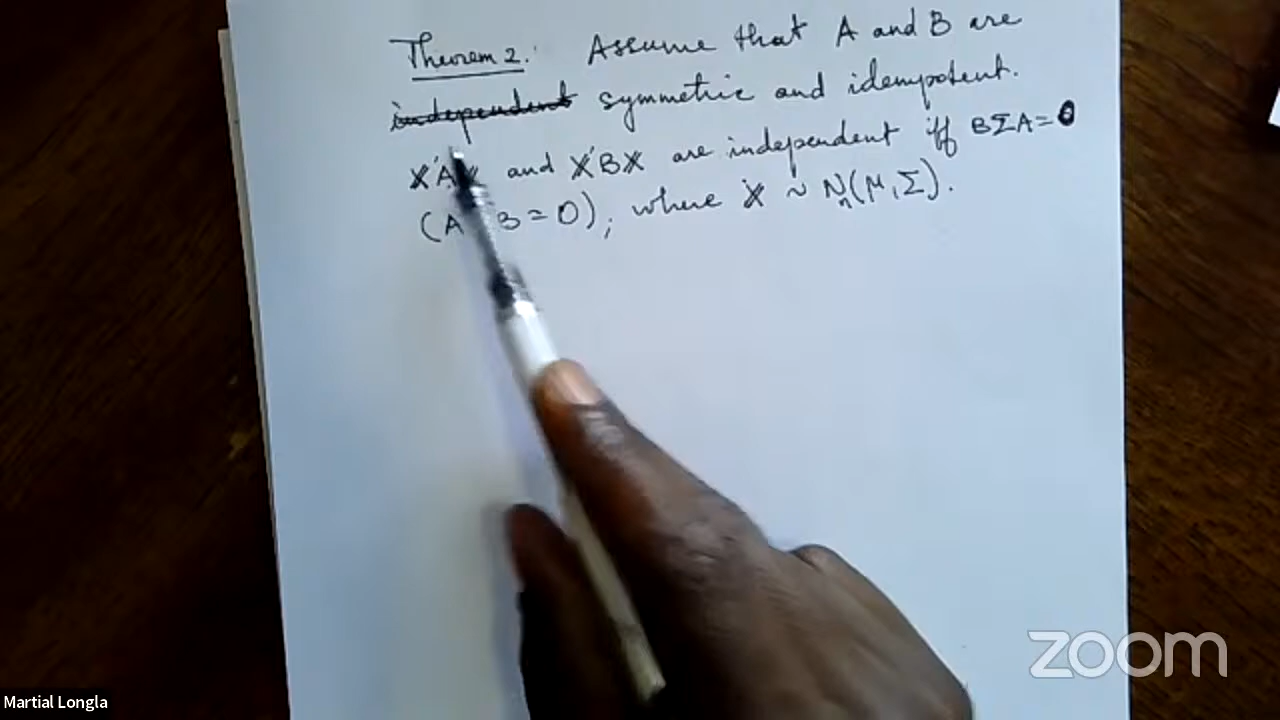 Theorem 2: Assume that A and B are
independent symmetric and idempotent.
X'A and X'BX are independent iff BΣA=0
(A B = 0), where X ~ Nn(μ, Σ).
zoom
Martial Longla